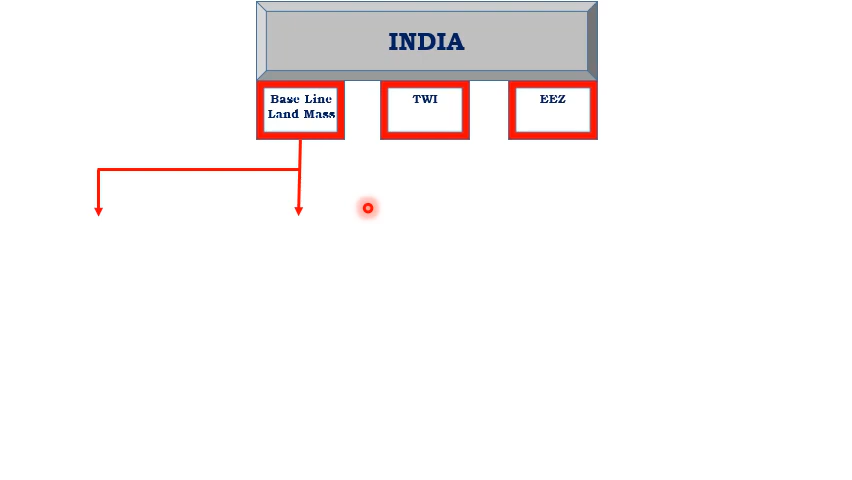 INDIA
Base Line
Land Mass
TWI
EEZ